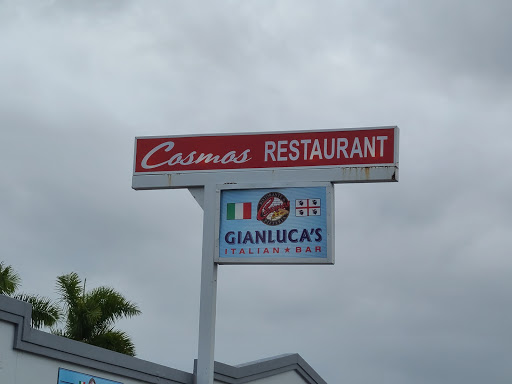 Cosmos RESTAURANT
GIANLUCA'S
ITALIAN ★ BAR